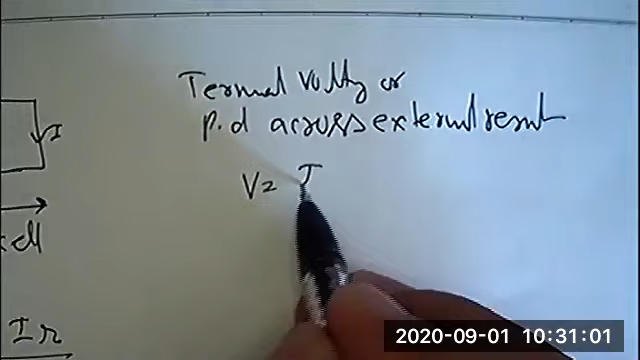 Termal Volty or
p.d across external resist
I
V= I
cell
Ir
2020-09-01 10:31:01